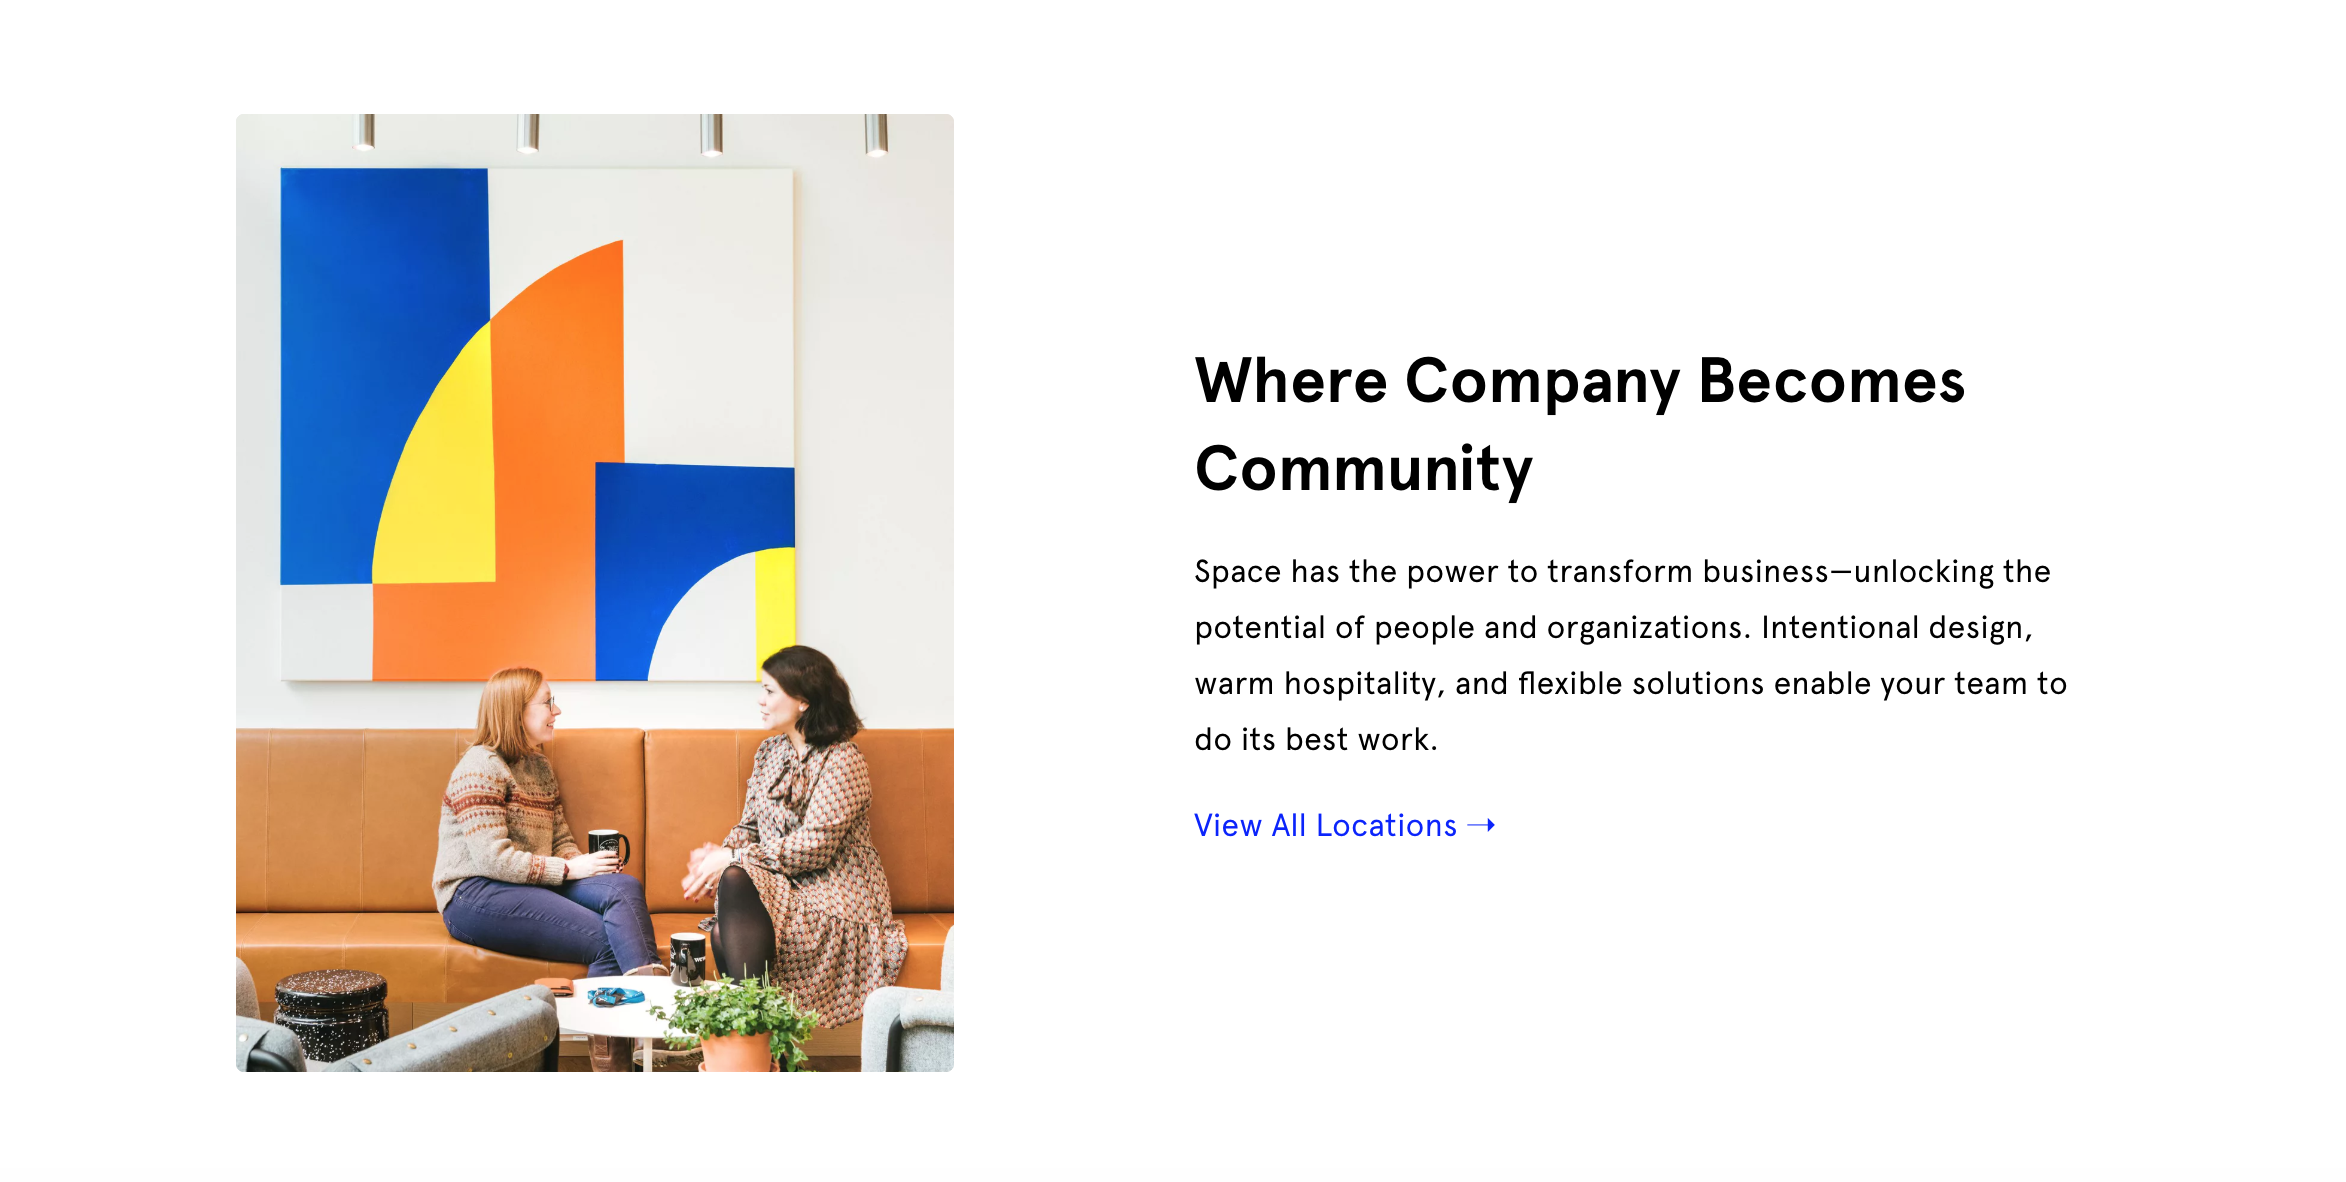 Where Company Becomes
Community
Space has the power to transform business—unlocking the
potential of people and organizations. Intentional design,
warm hospitality, and flexible solutions enable your team to
do its best work.
View All Locations →